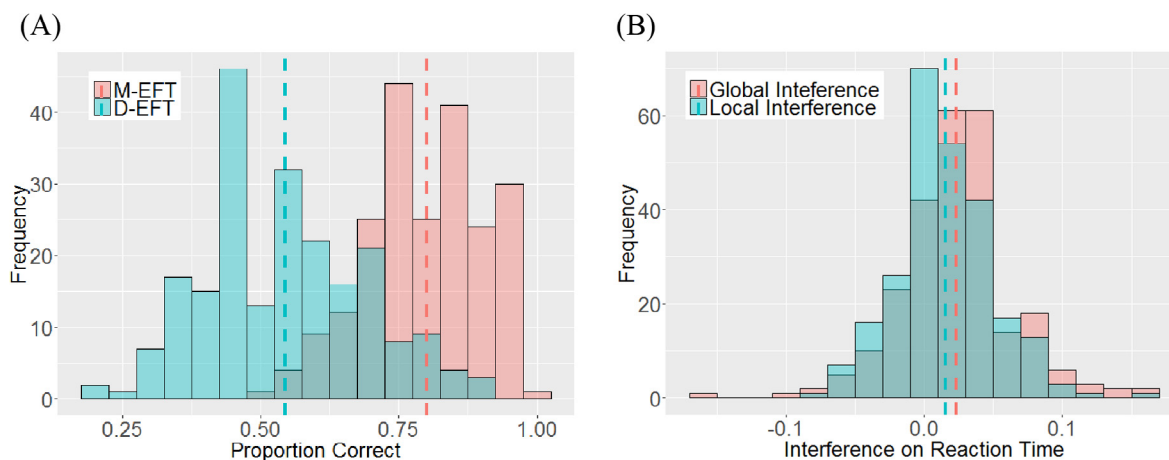 (A)
M-EFT
D-EFT
40
30
20
10
0
Frequency
0.25 0.50 0.75 1.00
Proportion Correct
(B)
Global Inteference
Local Inteference
60
40
20
0
Frequency
-0.1 0.0 0.1
Interference on Reaction Time